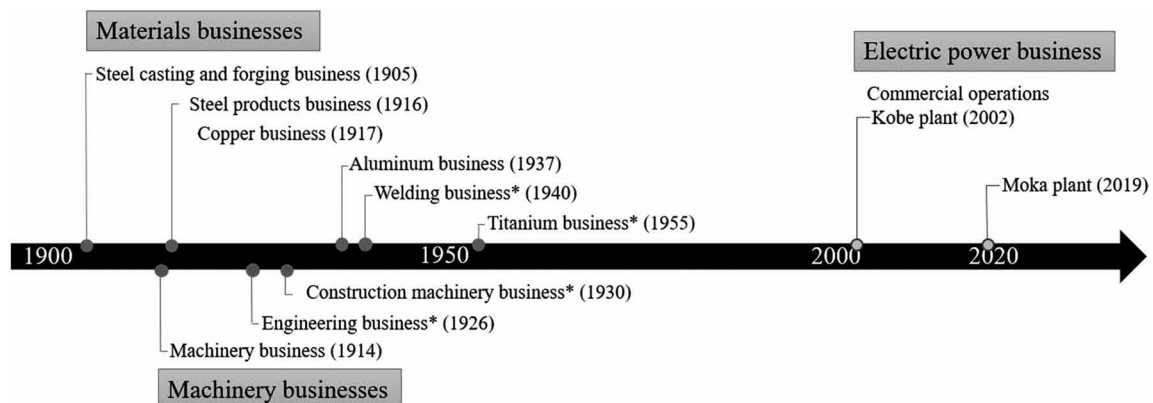 Materials businesses
Electric power business
Steel casting and forging business (1905)
Commercial operations
Steel products business (1916)
Kobe plant (2002)
Copper business (1917)
Aluminum business (1937)
Welding business* (1940)
Moka plant (2019)
Titanium business* (1955)
1900
1950
2000
2020
Construction machinery business* (1930)
Engineering business* (1926)
Machinery business (1914)
Machinery businesses